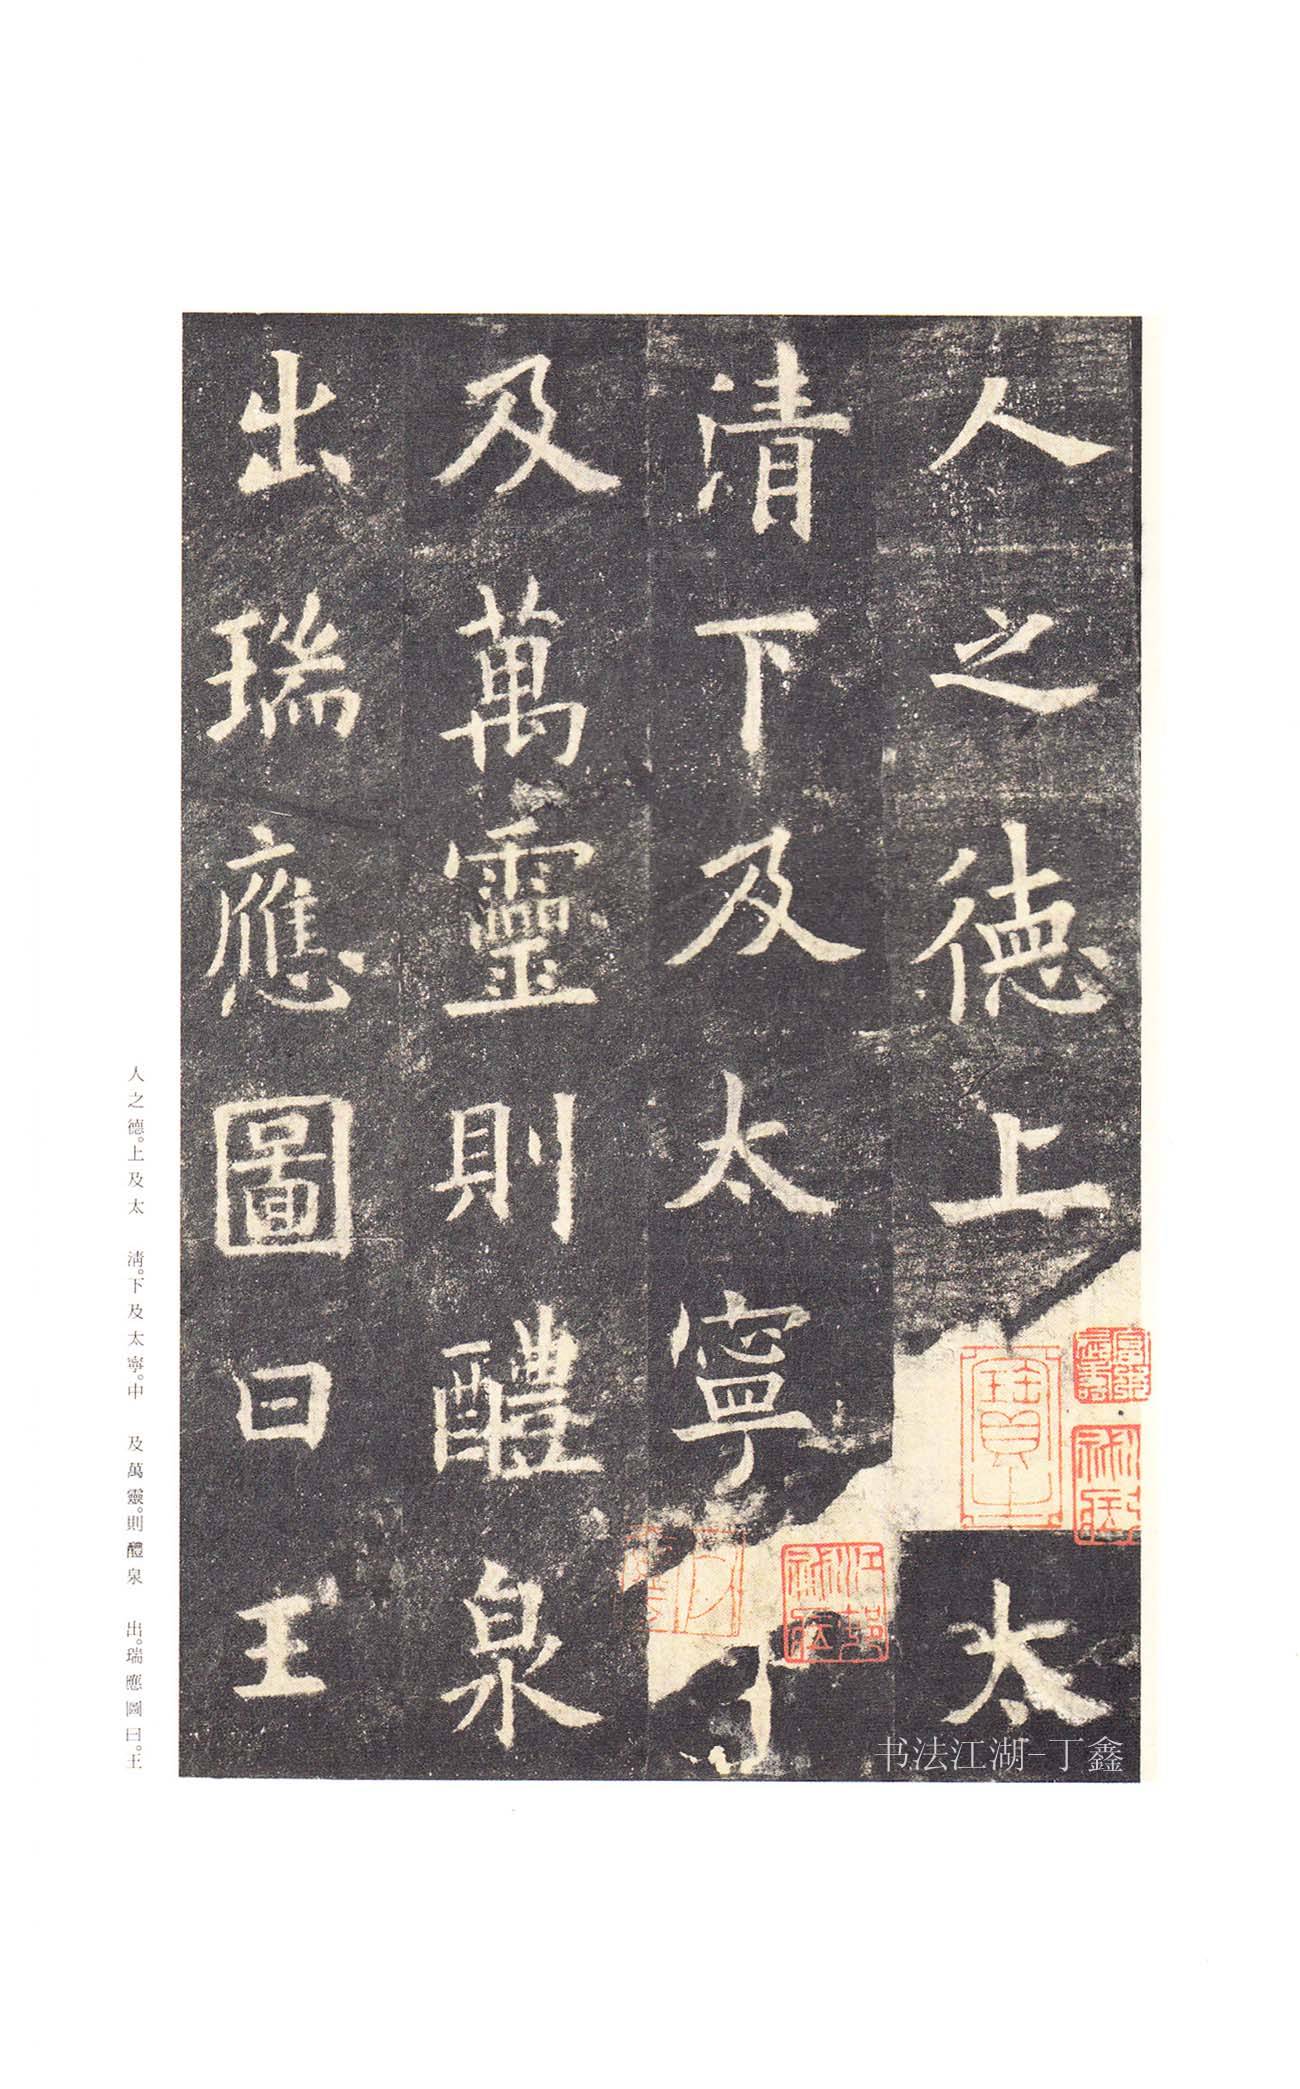 人之德上太
清下及太寧
及萬靈則醴泉
出瑞應圖曰王
人之德。上及太　清。下及太寧。中　及萬靈。則醴泉　出。瑞應圖曰。王
书法江湖-丁鑫